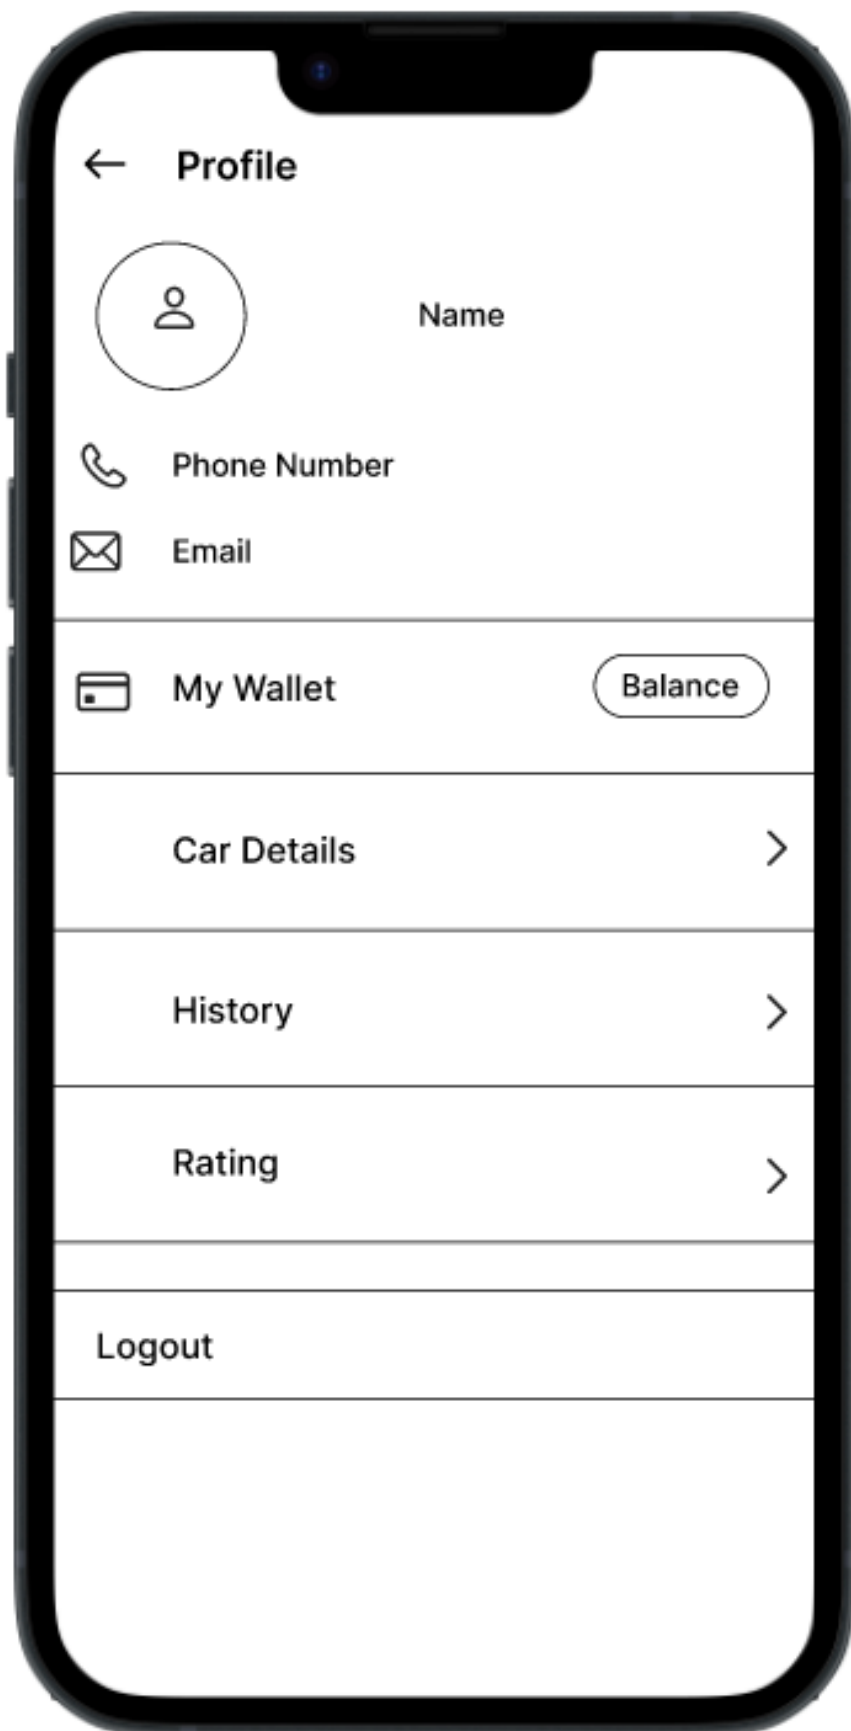 Profile
Name
Phone Number
Email
My Wallet Balance
Car Details
History
Rating
Logout